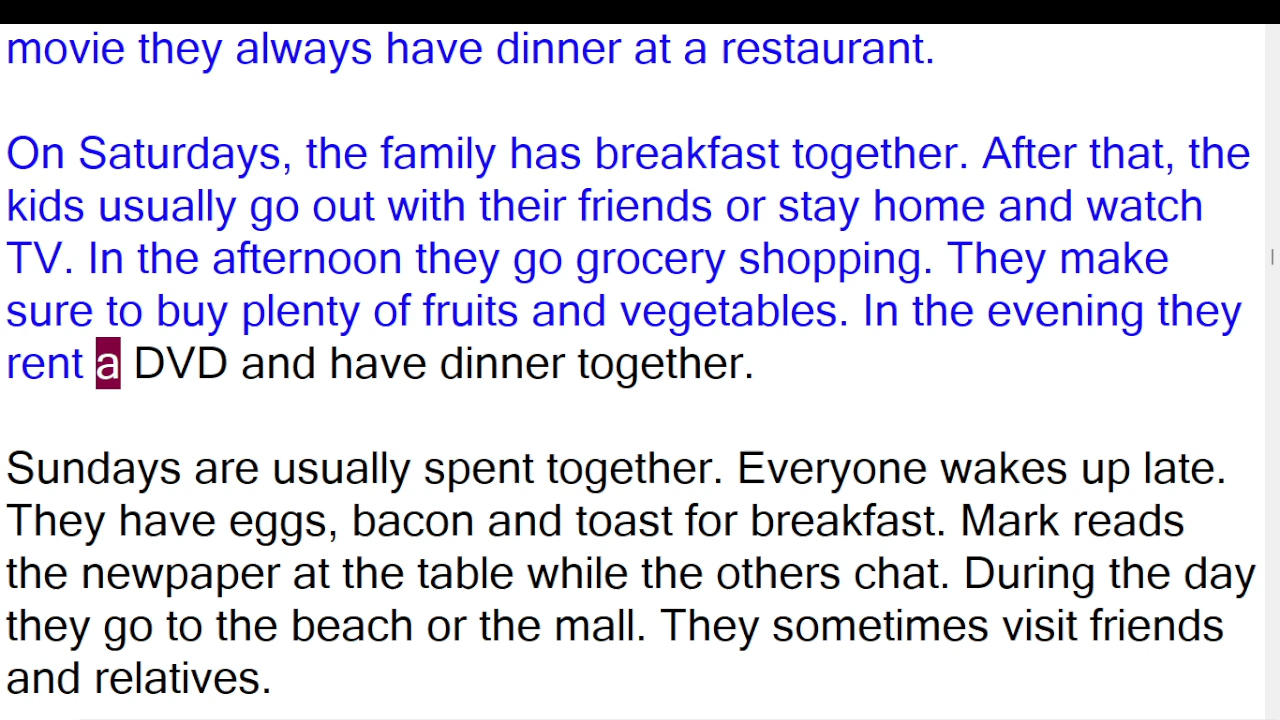 movie they always have dinner at a restaurant.
On Saturdays, the family has breakfast together. After that, the
kids usually go out with their friends or stay home and watch
TV. In the afternoon they go grocery shopping. They make
sure to buy plenty of fruits and vegetables. In the evening they
rent a DVD and have dinner together.
Sundays are usually spent together. Everyone wakes up late.
They have eggs, bacon and toast for breakfast. Mark reads
the newpaper at the table while the others chat. During the day
they go to the beach or the mall. They sometimes visit friends
and relatives.